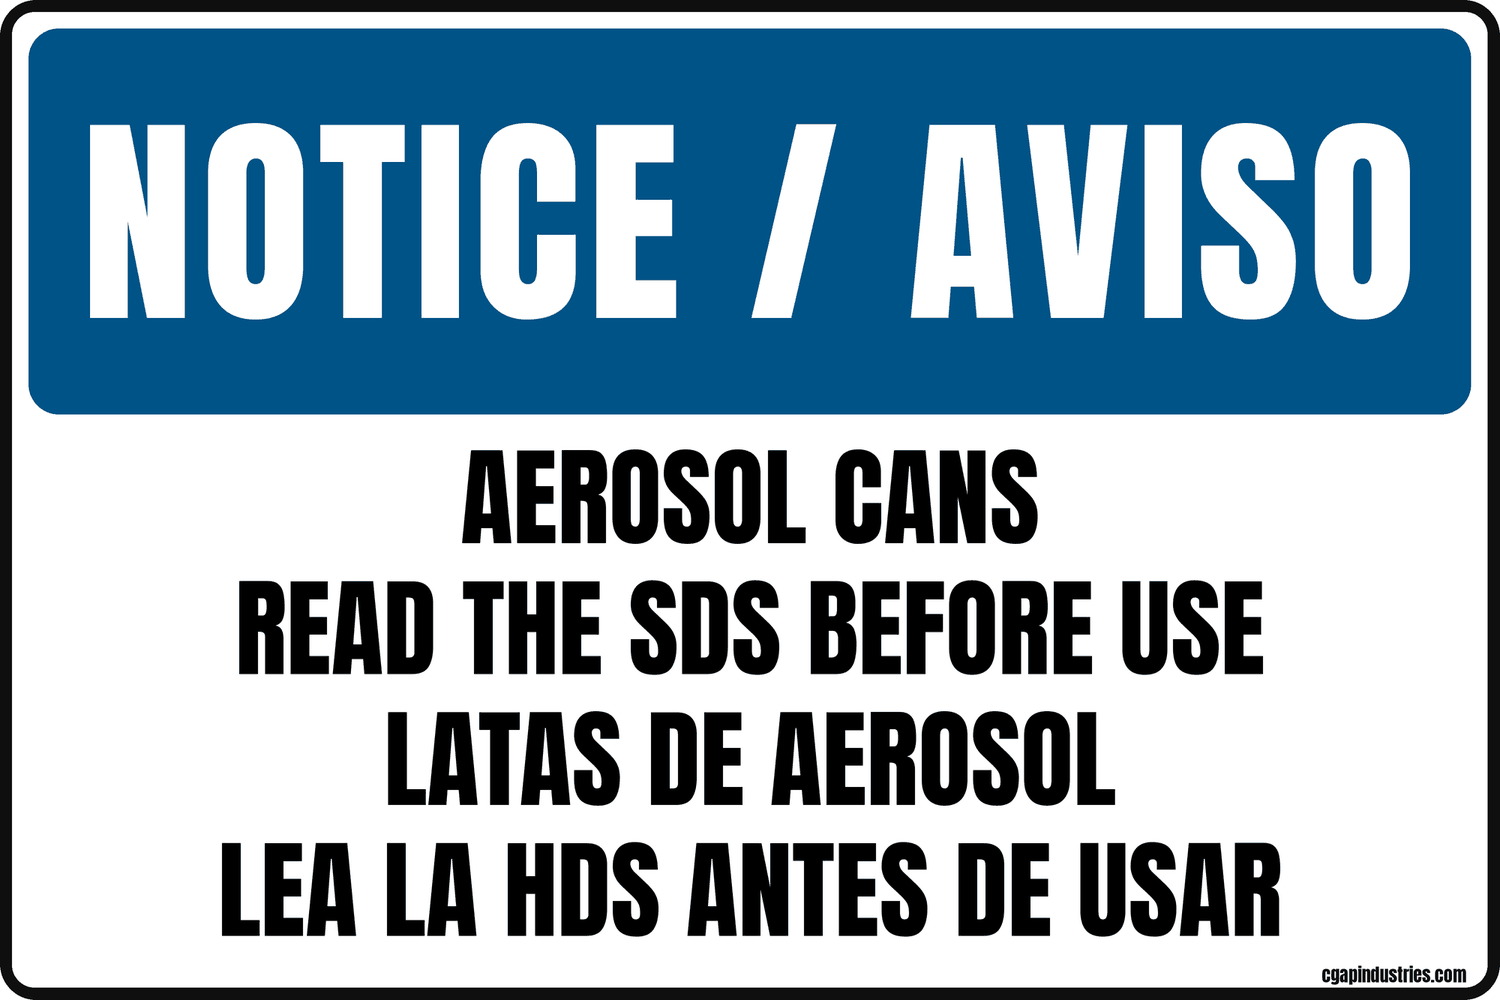 NOTICE / AVISO
AEROSOL CANS
READ THE SDS BEFORE USE
LATAS DE AEROSOL
LEA LA HDS ANTES DE USAR
cgapindustries.com